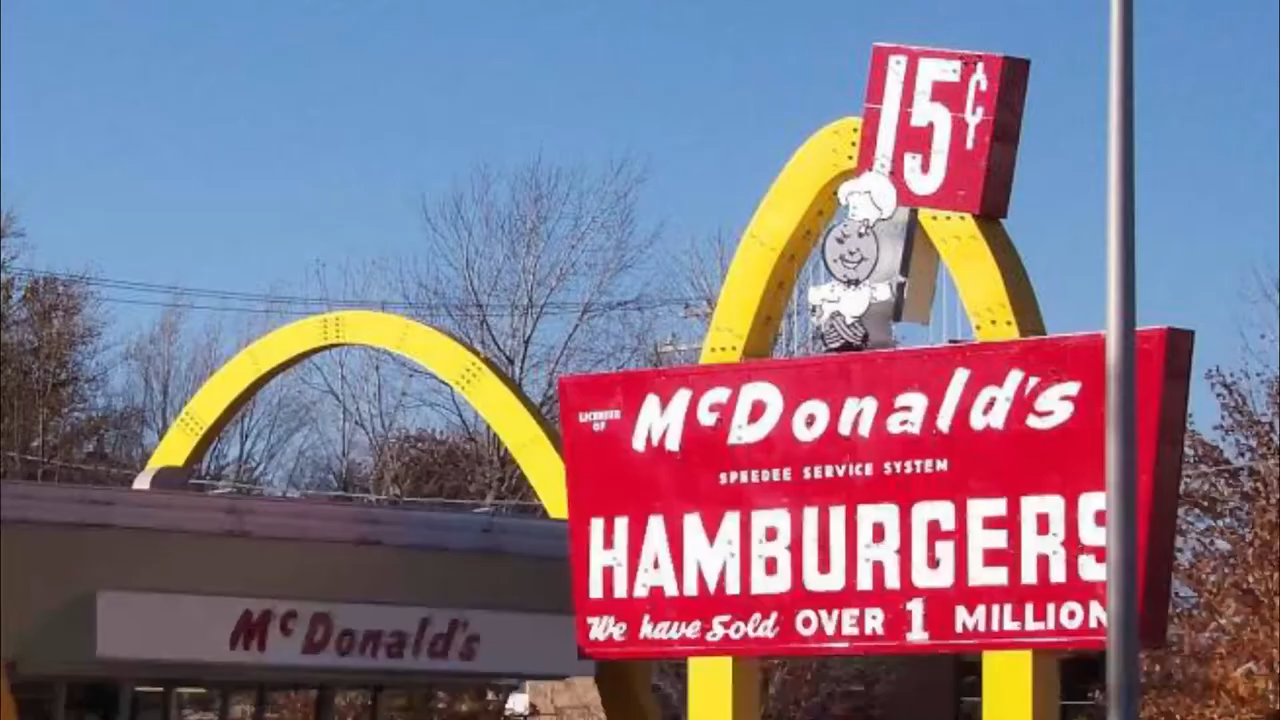 15¢
LICENSEE
OF
McDonald's
SPEEDEE SERVICE SYSTEM
HAMBURGERS
We have Sold OVER 1 MILLION
McDonald's